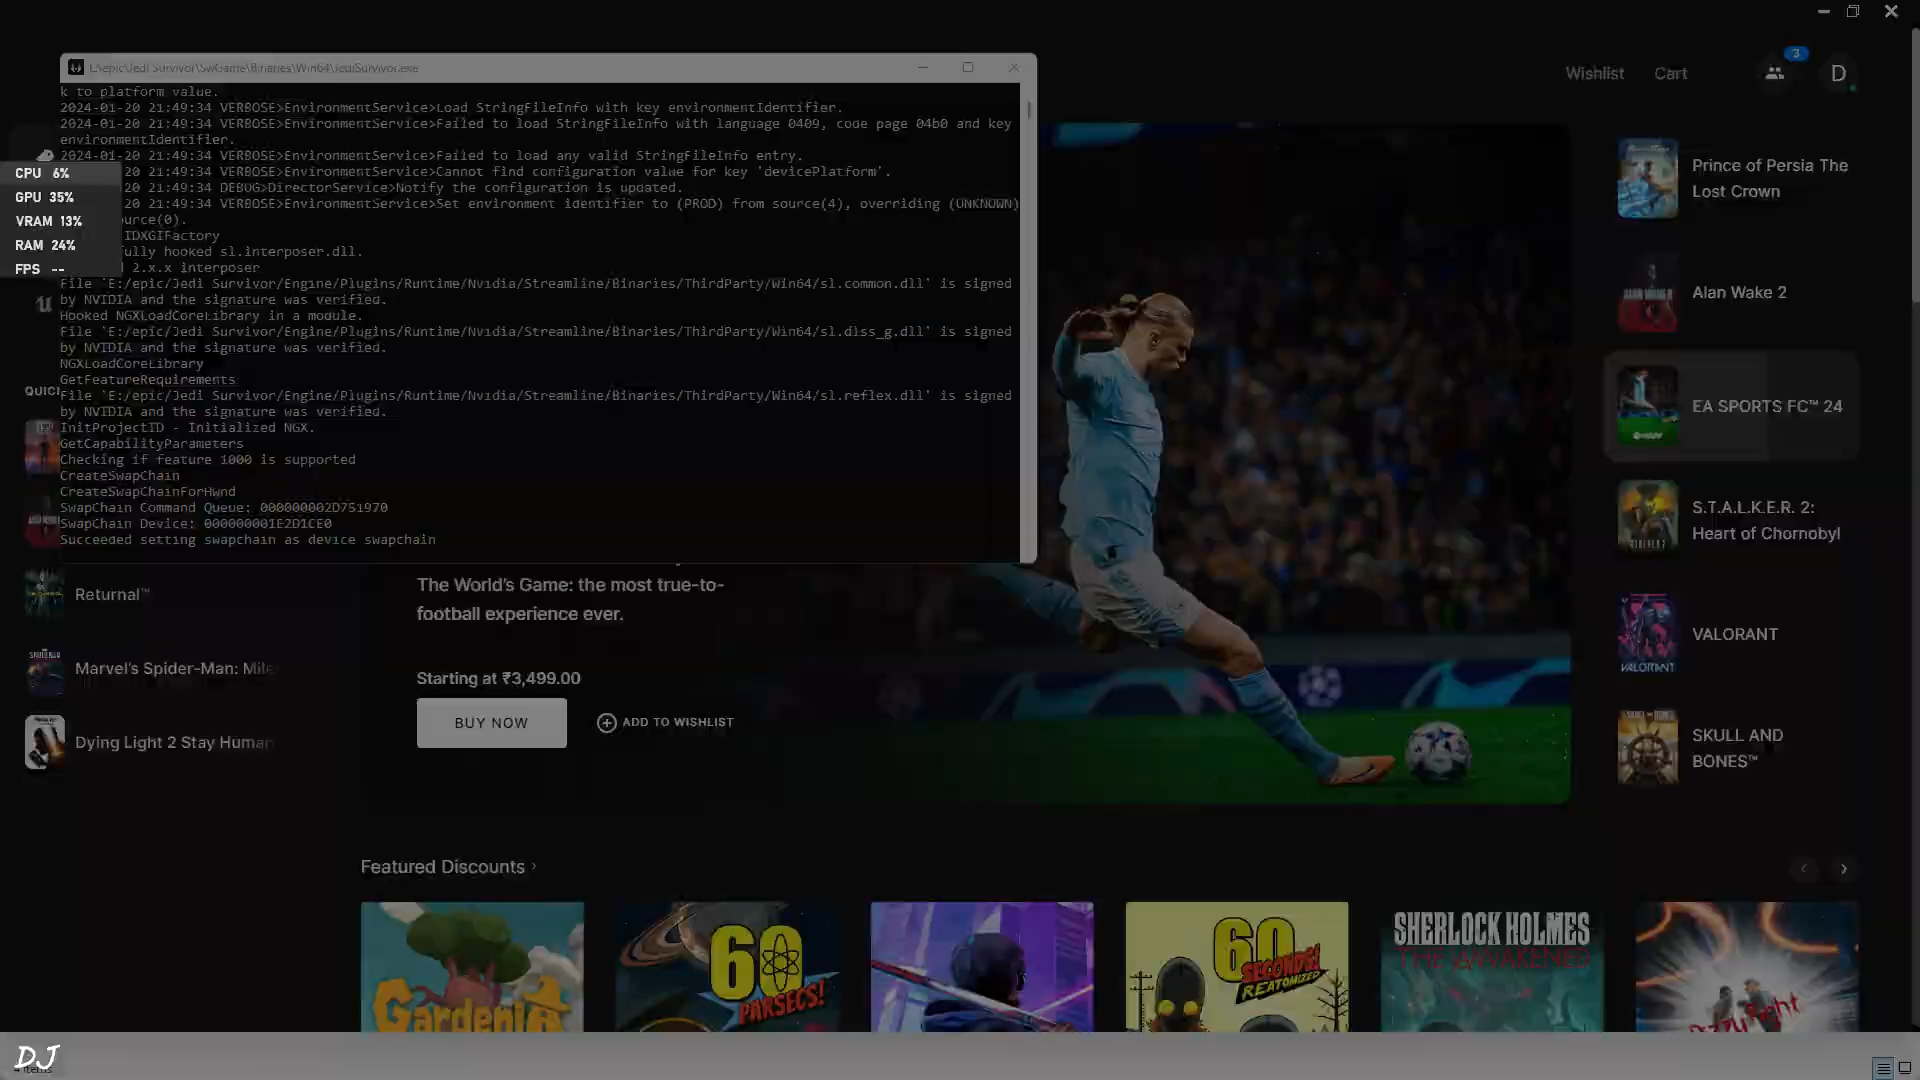 Wishlist
Cart
3
D
E:\epic\Jedi Survivor\SwGame\Binaries\Win64\JediSurvivor.exe
k to platform value.
2024-01-20 21:49:34 VERBOSE>EnvironmentService>Load StringFileInfo with key environmentIdentifier.
2024-01-20 21:49:34 VERBOSE>EnvironmentService>Failed to load StringFileInfo with language 0409, code page 04b0 and key
environmentIdentifier.
2024-01-20 21:49:34 VERBOSE>EnvironmentService>Failed to load any valid StringFileInfo entry.
20 21:49:34 VERBOSE>EnvironmentService>Cannot find configuration value for key 'devicePlatform'.
20 21:49:34 DEBUG>DirectorService>Notify the configuration is updated.
20 21:49:34 VERBOSE>EnvironmentService>Set environment identifier to (PROD) from source(4), overriding (UNKNOWN)
ource(0).
IDXGIFactory
ully hooked sl.interposer.dll.
2.x.x interposer
File 'E:/epic/Jedi Survivor/Engine/Plugins/Runtime/Nvidia/Streamline/Binaries/ThirdParty/Win64/sl.common.dll' is signed
by NVIDIA and the signature was verified.
Hooked NGXLoadCoreLibrary in a module.
File 'E:/epic/Jedi Survivor/Engine/Plugins/Runtime/Nvidia/Streamline/Binaries/ThirdParty/Win64/sl.dlss_g.dll' is signed
by NVIDIA and the signature was verified.
NGXLoadCoreLibrary
GetFeatureRequirements
File 'E:/epic/Jedi Survivor/Engine/Plugins/Runtime/Nvidia/Streamline/Binaries/ThirdParty/Win64/sl.reflex.dll' is signed
by NVIDIA and the signature was verified.
InitProjectID - Initialized NGX.
GetCapabilityParameters
Checking if feature 1000 is supported
CreateSwapChain
CreateSwapChainForHwnd
SwapChain Command Queue: 000000002D751970
SwapChain Device: 000000001E2D1CE0
Succeeded setting swapchain as device swapchain
CPU 6%
GPU 35%
VRAM 13%
RAM 24%
FPS --
QUIC
Returnal™
Marvel's Spider-Man: Mile
Dying Light 2 Stay Human
The World's Game: the most true-to-
football experience ever.
Starting at ₹3,499.00
BUY NOW
ADD TO WISHLIST
Prince of Persia The
Lost Crown
Alan Wake 2
EA SPORTS FC™ 24
S.T.A.L.K.E.R. 2:
Heart of Chornobyl
VALORANT
VALORANT
SKULL AND
BONES™
Featured Discounts
Gardenia
60
PARSECS!
60
SECONDS!
REATOMIZED
SHERLOCK HOLMES
THE AWAKENED
DJ
items